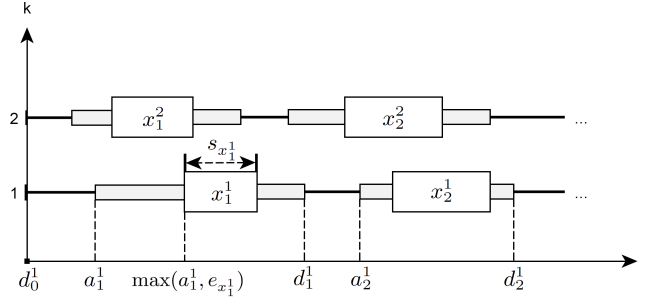 k
2 x_1^2 x_2^2 ...
s_{x_1^1}
1 x_1^1 x_2^1 ...
d_0^1 a_1^1 max(a_1^1, e_{x_1^1}) d_1^1 a_2^1 d_2^1